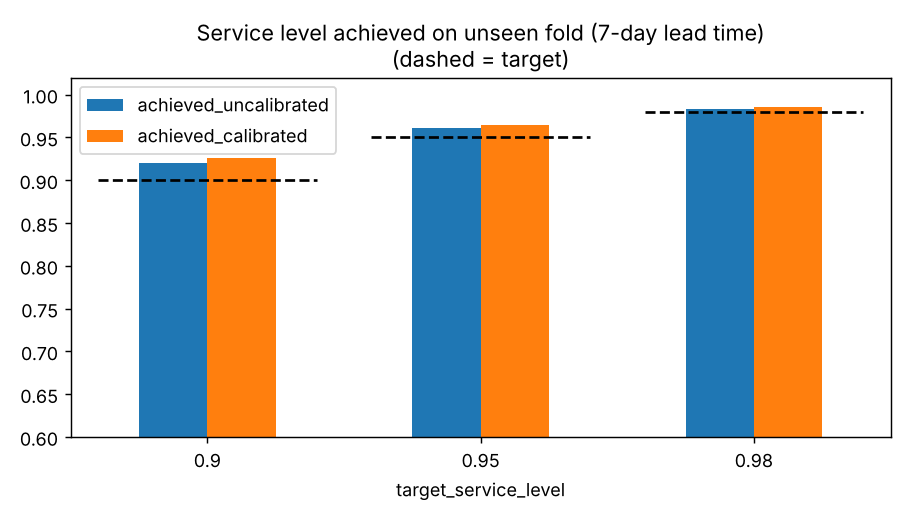 Service level achieved on unseen fold (7-day lead time)
(dashed = target)
achieved_uncalibrated
achieved_calibrated
1.00
0.95
0.90
0.85
0.80
0.75
0.70
0.65
0.60
0.9
0.95
0.98
target_service_level